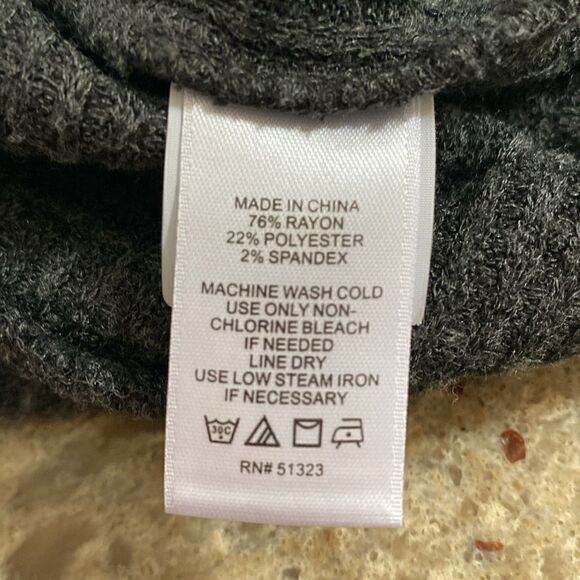 MADE IN CHINA
76% RAYON
22% POLYESTER
2% SPANDEX
MACHINE WASH COLD
USE ONLY NON-
CHLORINE BLEACH
IF NEEDED
LINE DRY
USE LOW STEAM IRON
IF NECESSARY
30C
RN# 51323